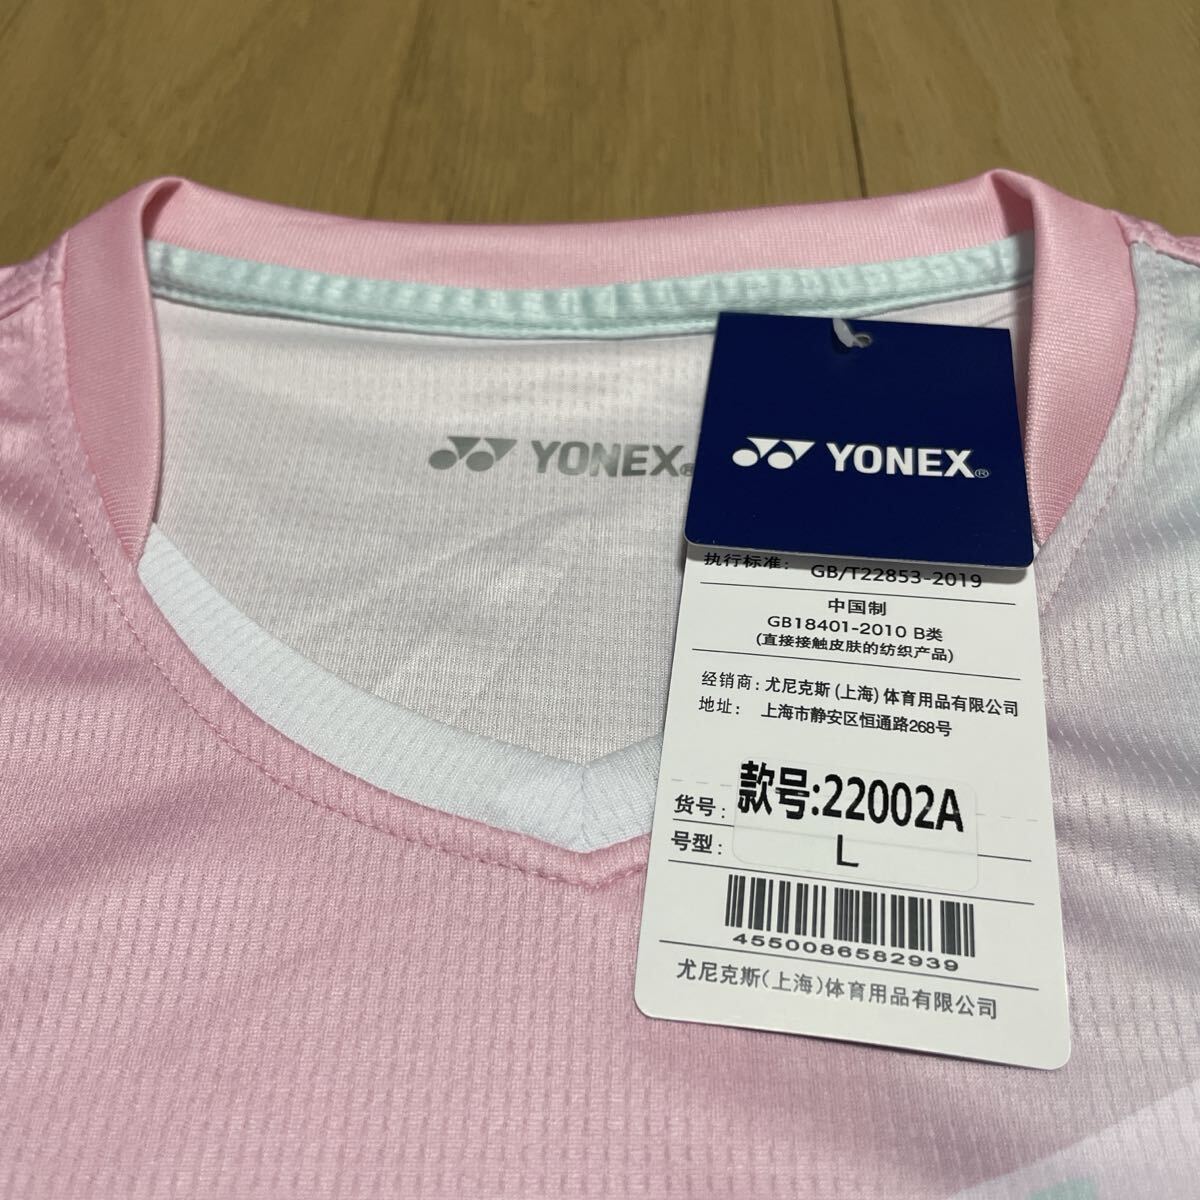 YONEX®
YONEX®
执行标准: GB/T22853-2019
中国制
GB18401-2010 B类
(直接接触皮肤的纺织产品)
经销商: 尤尼克斯 (上海) 体育用品有限公司
地址: 上海市静安区恒通路268号
货号: 款号:22002A
号型: L
4550086582939
尤尼克斯(上海)体育用品有限公司